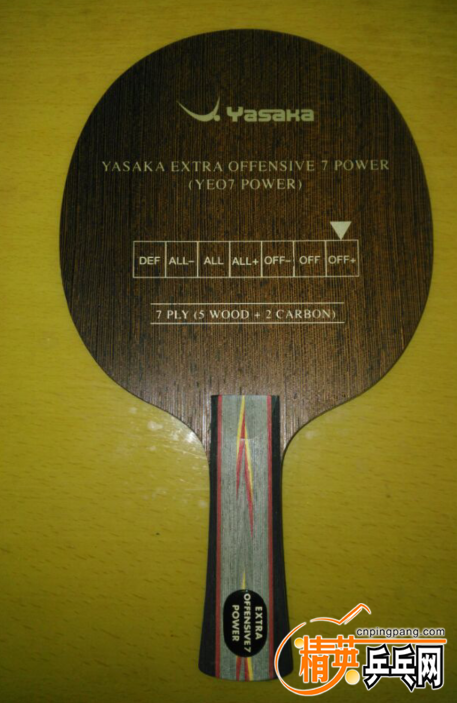 Yasaka
YASAKA EXTRA OFFENSIVE 7 POWER
(YEO7 POWER)
DEF ALL- ALL ALL+ OFF- OFF OFF+
7 PLY (5 WOOD + 2 CARBON)
EXTRA
OFFENSIVE7
POWER
cnpingpang.com
精英乒乓网